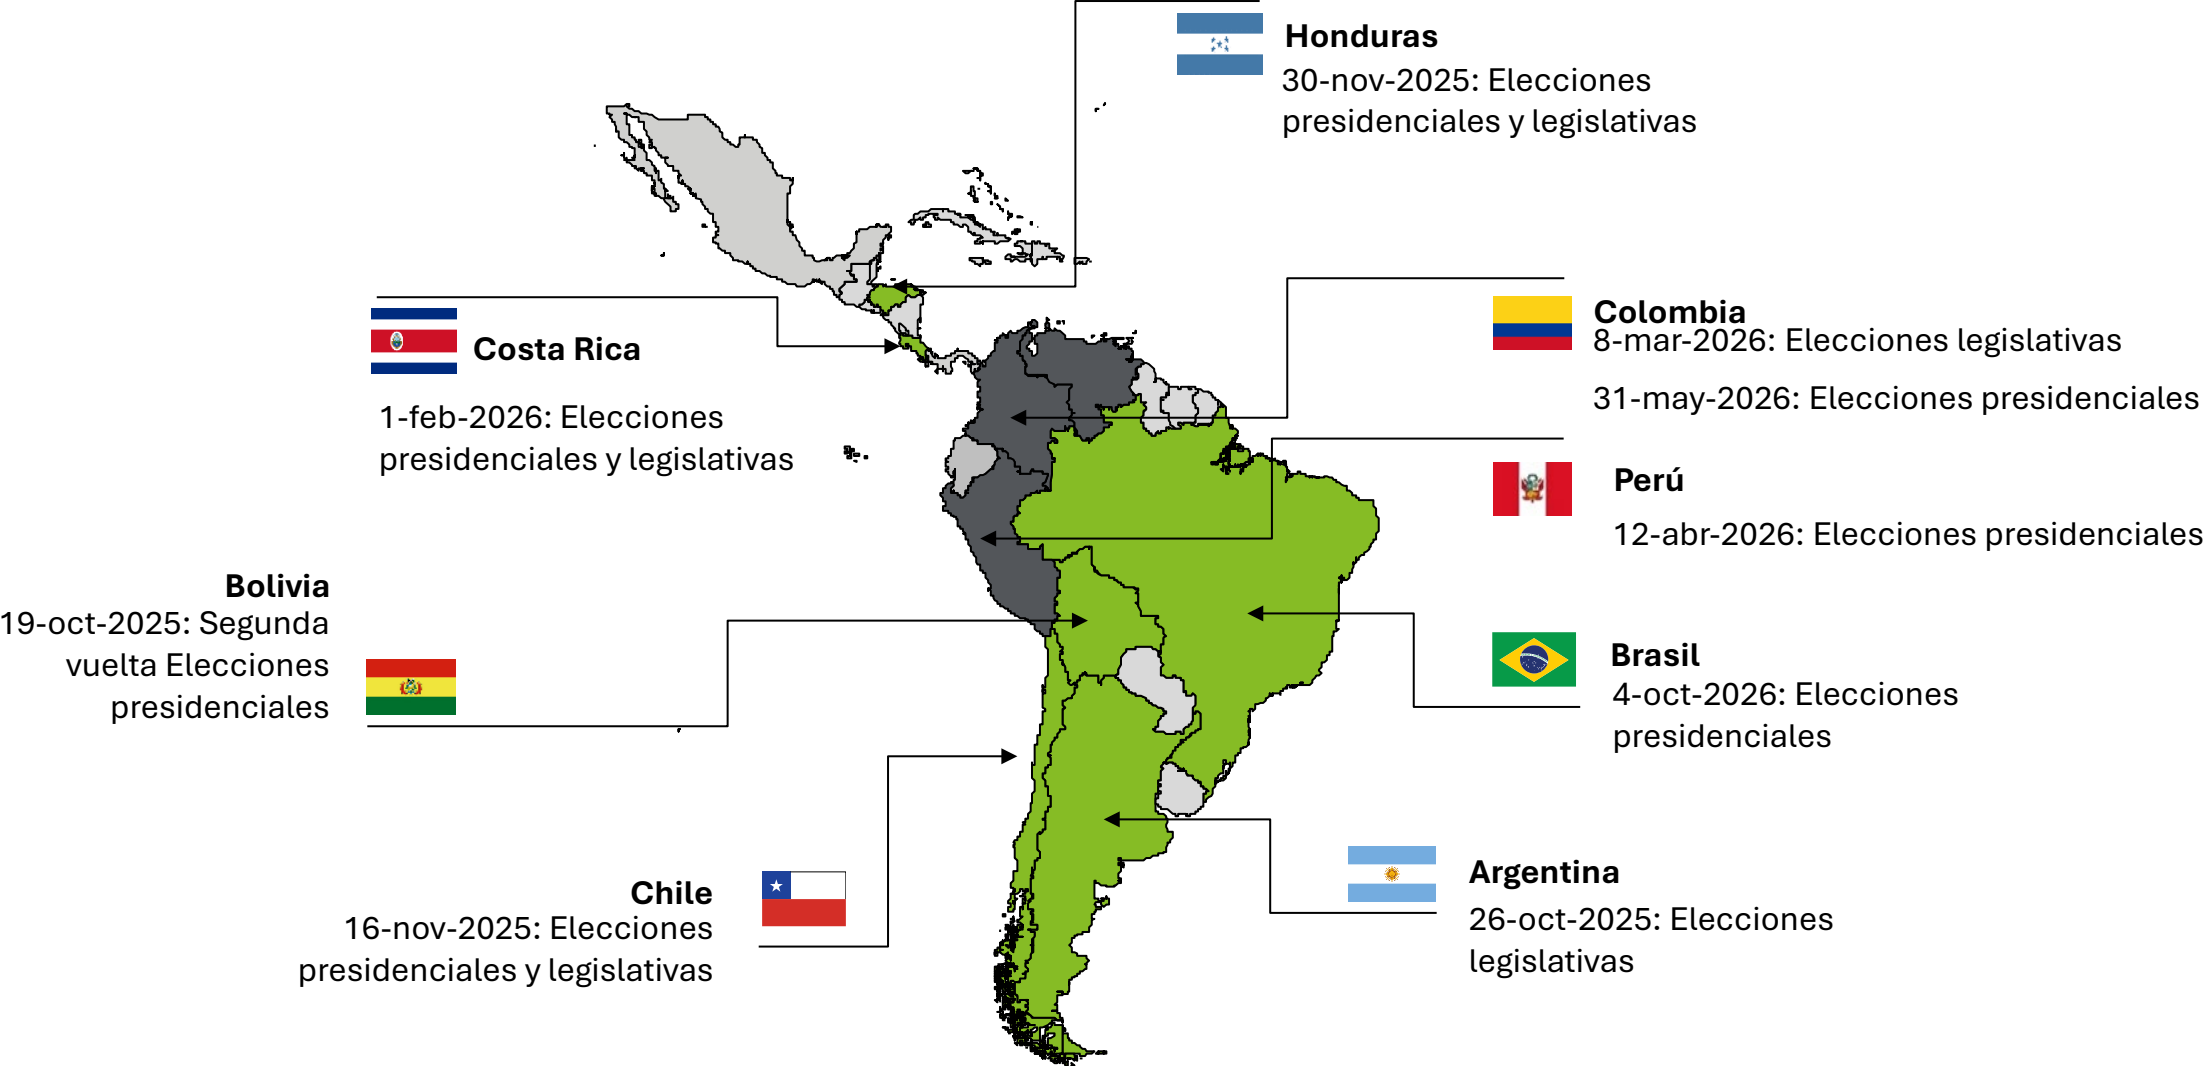 Honduras
30-nov-2025: Elecciones
presidenciales y legislativas
Costa Rica
1-feb-2026: Elecciones
presidenciales y legislativas
Colombia
8-mar-2026: Elecciones legislativas
31-may-2026: Elecciones presidenciales
Perú
12-abr-2026: Elecciones presidenciales
Bolivia
19-oct-2025: Segunda
vuelta Elecciones
presidenciales
Brasil
4-oct-2026: Elecciones
presidenciales
Chile
16-nov-2025: Elecciones
presidenciales y legislativas
Argentina
26-oct-2025: Elecciones
legislativas